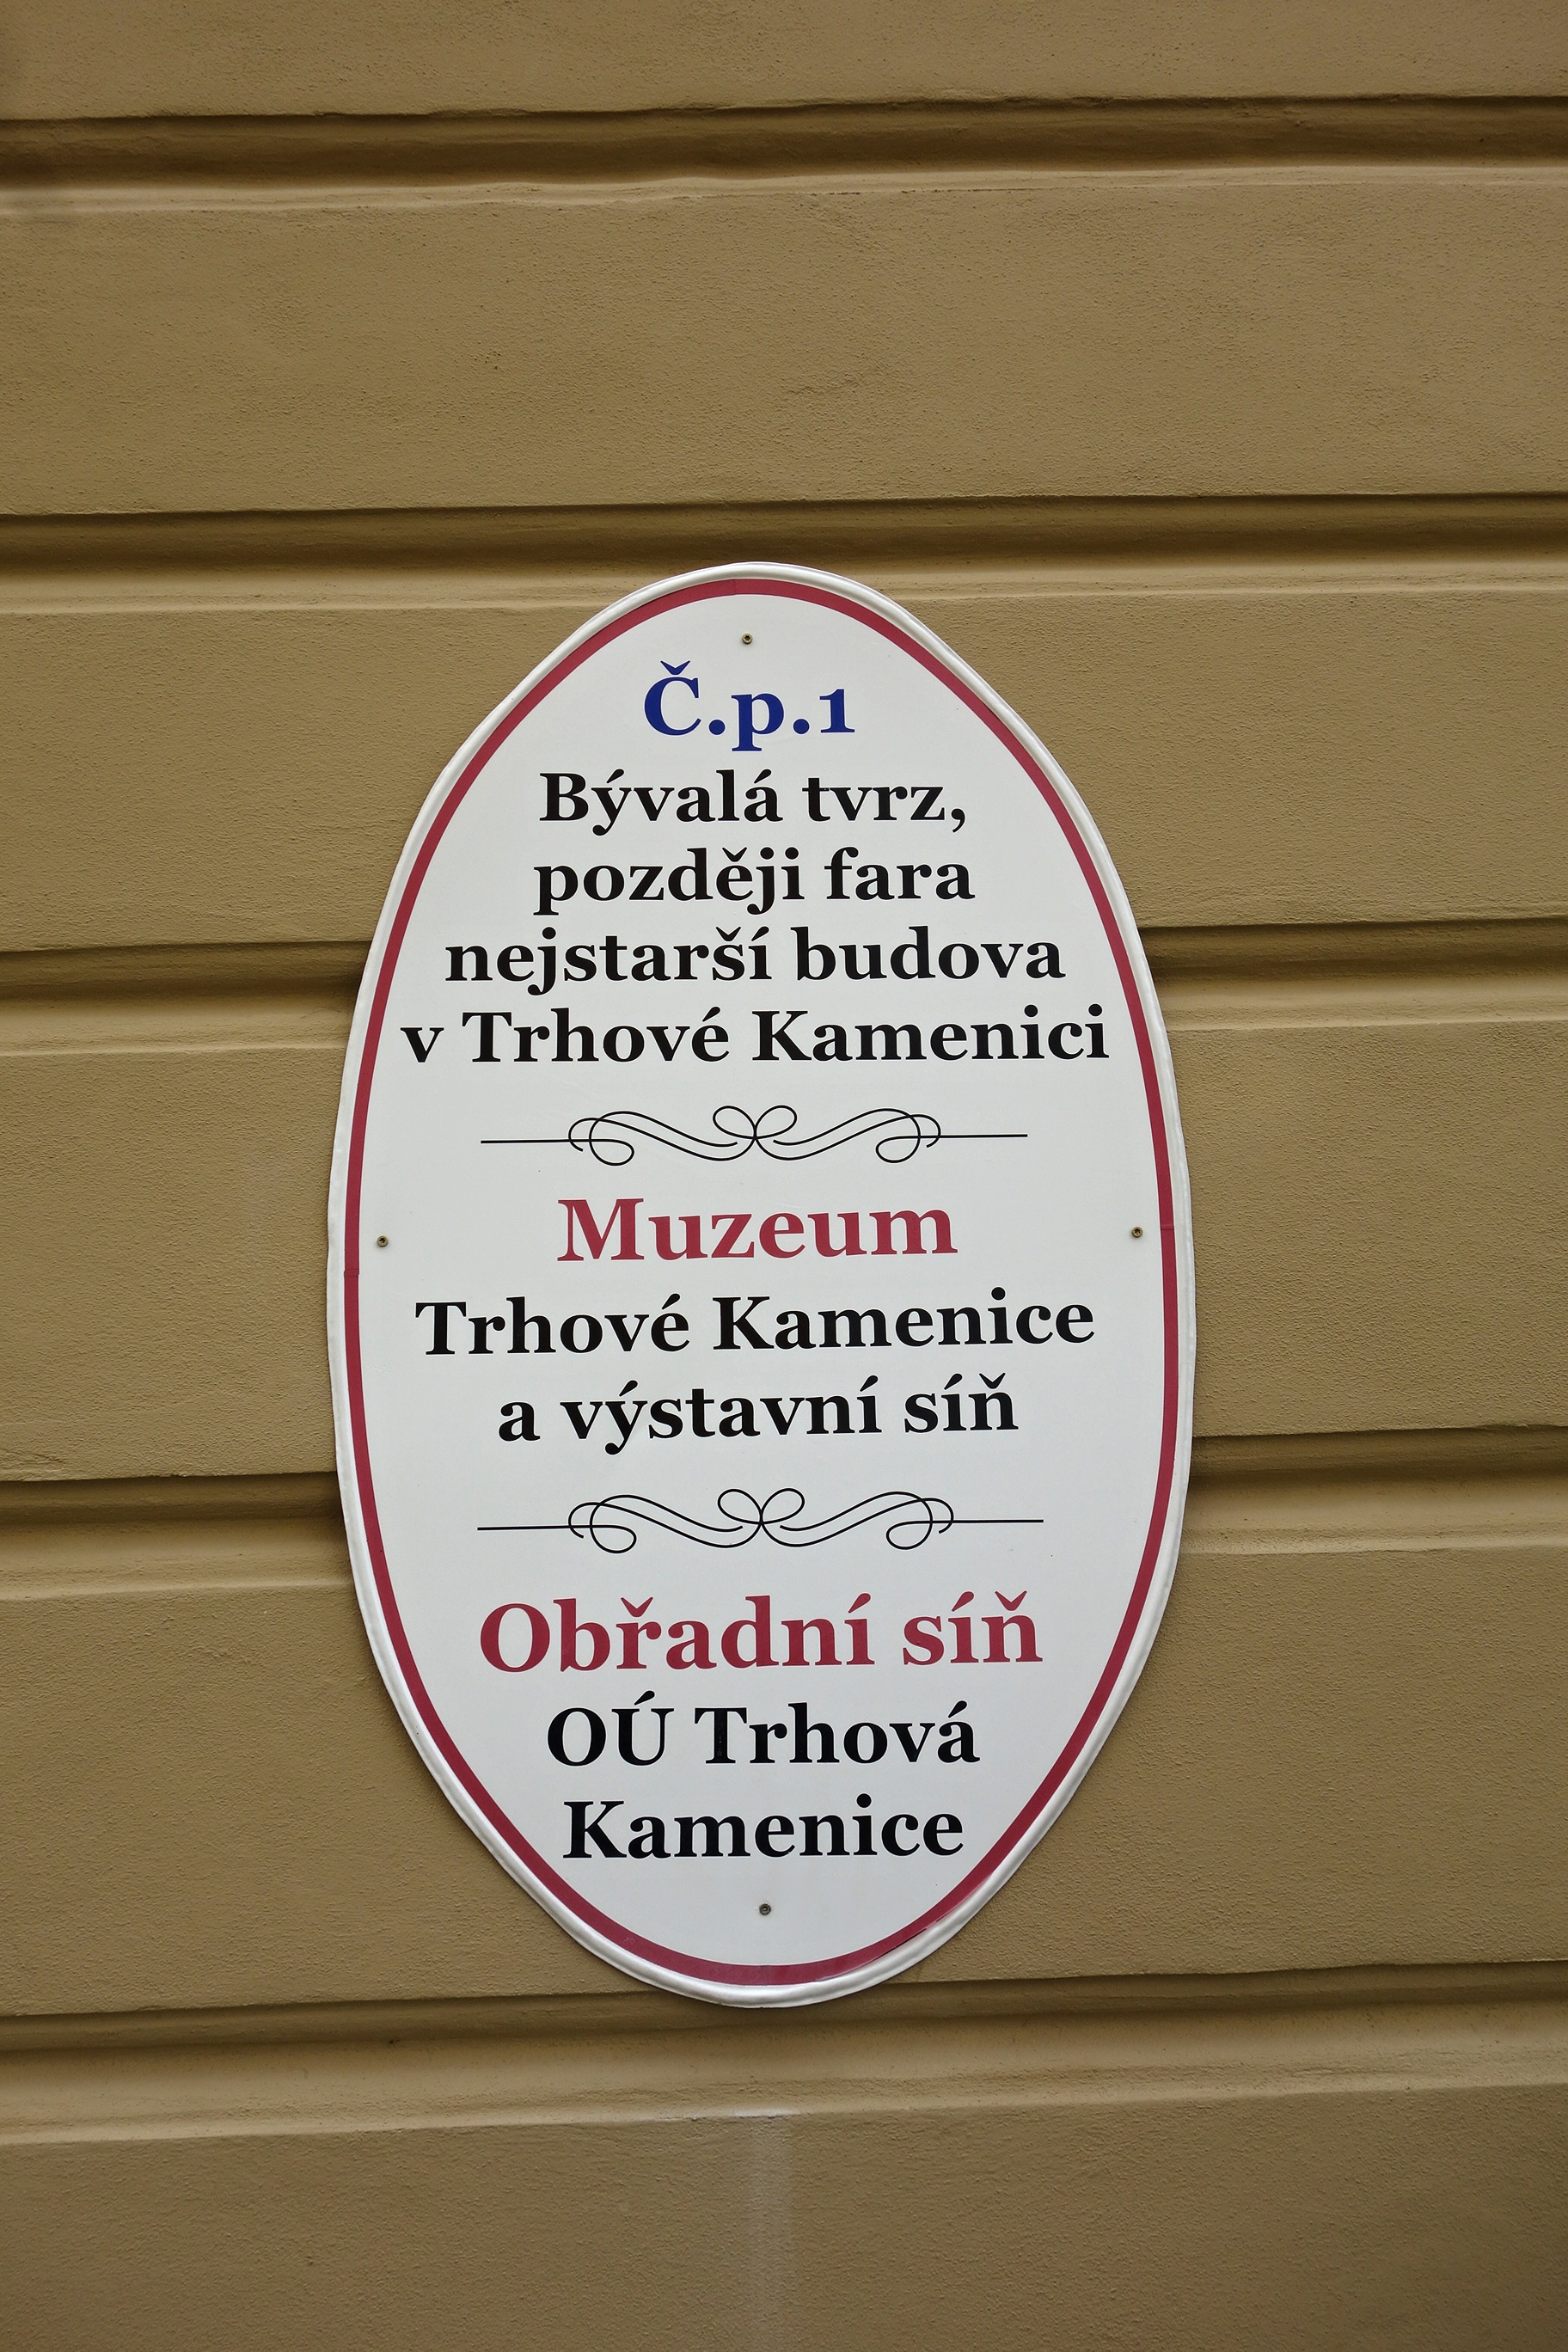 Č.p.1
Bývalá tvrz,
později fara
nejstarší budova
v Trhové Kamenici
Muzeum
Trhové Kamenice
a výstavní síň
Obřadní síň
OÚ Trhová
Kamenice